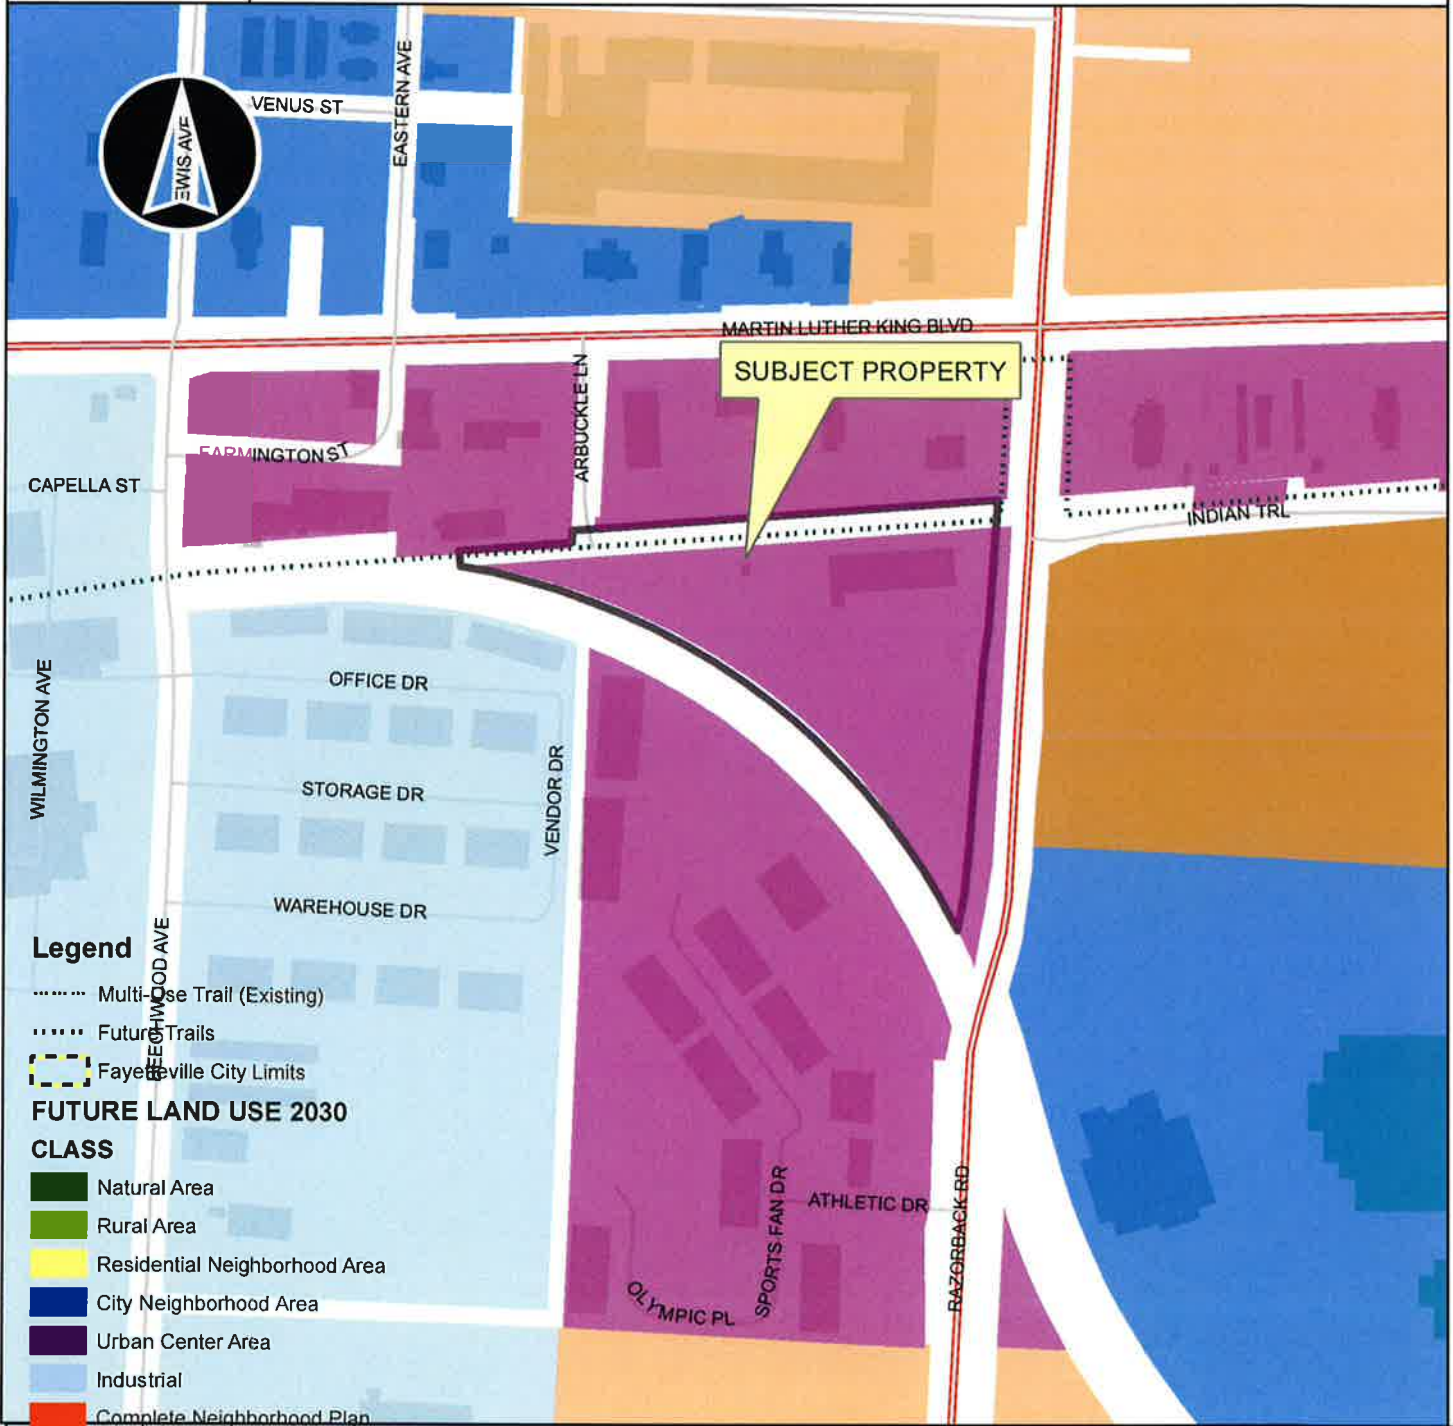 VENUS ST
EASTERN AVE
EWIS AVE
MARTIN LUTHER KING BLVD
SUBJECT PROPERTY
ARBUCKLE LN
FARMINGTON ST
CAPELLA ST
INDIAN TRL
WILMINGTON AVE
OFFICE DR
STORAGE DR
VENDOR DR
WAREHOUSE DR
BEECHWOOD AVE
SPORTS FAN DR
ATHLETIC DR
RAZORBACK RD
OLYMPIC PL
Legend
Multi-Use Trail (Existing)
Future Trails
Fayetteville City Limits
FUTURE LAND USE 2030
CLASS
Natural Area
Rural Area
Residential Neighborhood Area
City Neighborhood Area
Urban Center Area
Industrial
Complete Neighborhood Plan